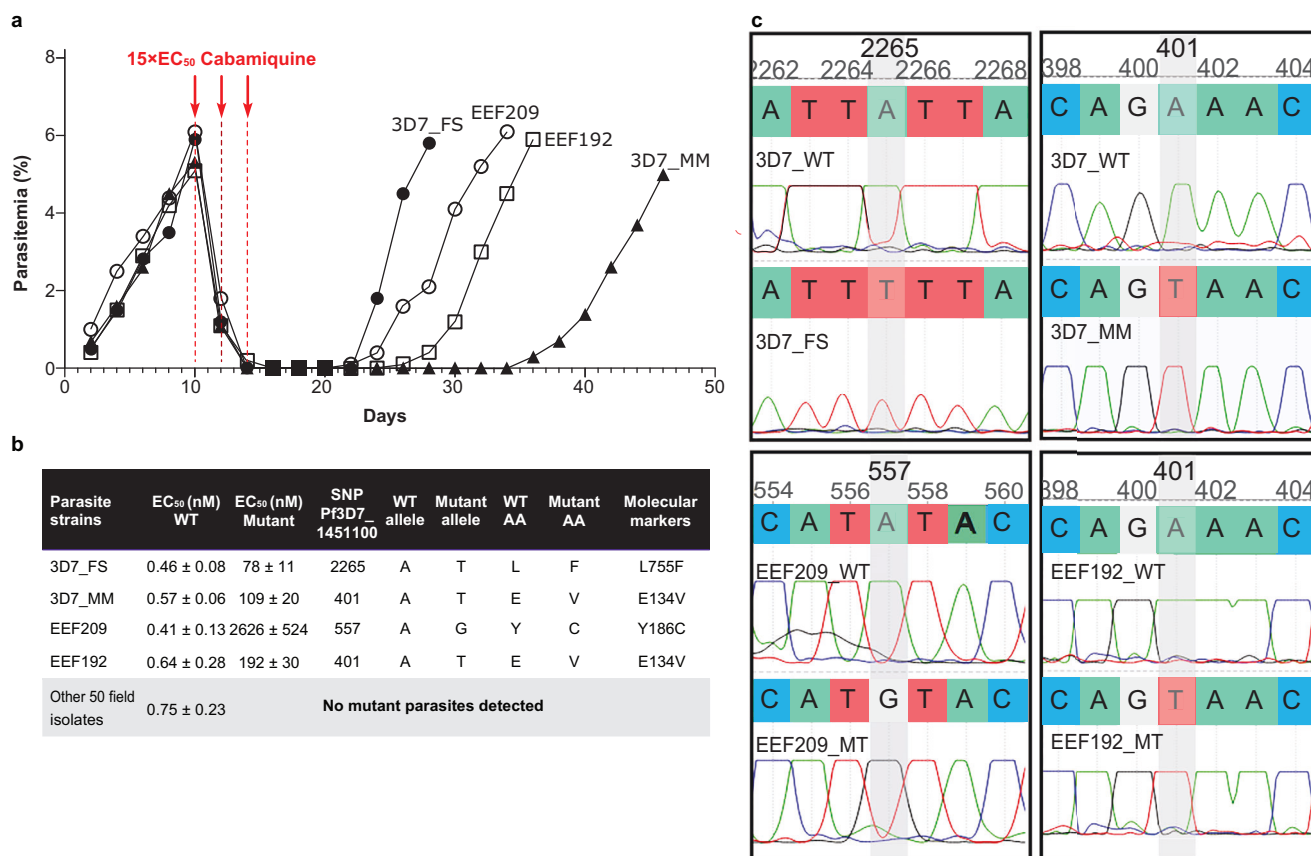 a
15×EC₅₀ Cabamiquine
Parasitemia (%)
8
6
4
2
0
3D7_FS
EEF209
EEF192
3D7_MM
0 10 20 30 40 50
Days
b
Parasite strains EC₅₀ (nM) WT EC₅₀ (nM) Mutant SNP Pf3D7_1451100 WT allele Mutant allele WT AA Mutant AA Molecular markers
3D7_FS 0.46 ± 0.08 78 ± 11 2265 A T L F L755F
3D7_MM 0.57 ± 0.06 109 ± 20 401 A T E V E134V
EEF209 0.41 ± 0.13 2626 ± 524 557 A G Y C Y186C
EEF192 0.64 ± 0.28 192 ± 30 401 A T E V E134V
Other 50 field isolates 0.75 ± 0.23 No mutant parasites detected
c
2265
2262 2264 2266 2268
A T T A T T A
3D7_WT
A T T T T T A
3D7_FS
401
398 400 402 404
C A G A A A C
3D7_WT
C A G T A A C
3D7_MM
557
554 556 558 560
C A T A T A C
EEF209_WT
C A T G T A C
EEF209_MT
401
398 400 402 404
C A G A A A C
EEF192_WT
C A G T A A C
EEF192_MT